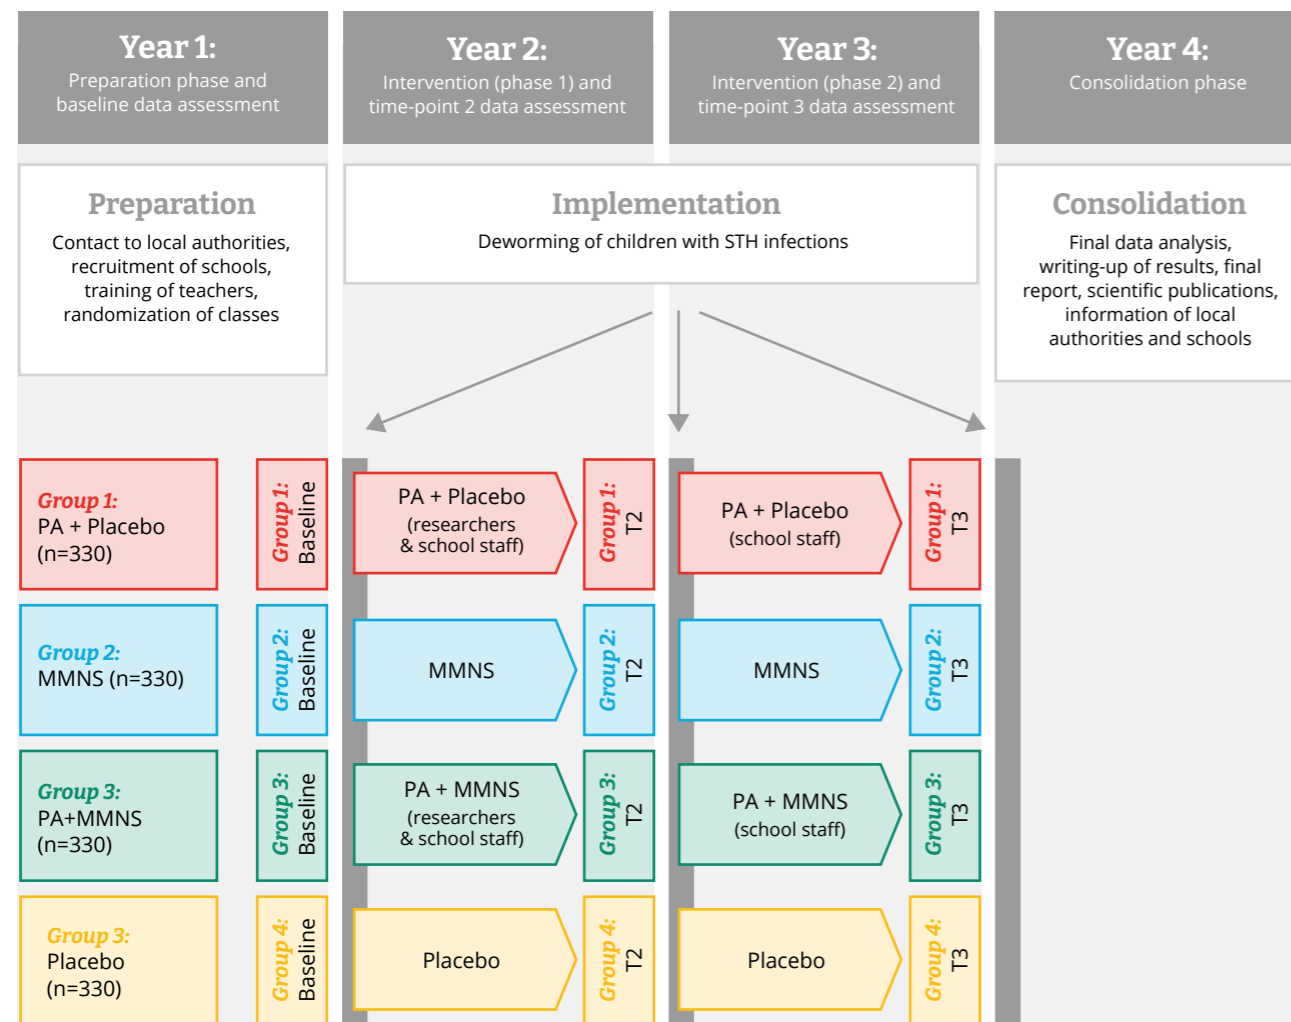 Year 1:
Preparation phase and
baseline data assessment
Year 2:
Intervention (phase 1) and
time-point 2 data assessment
Year 3:
Intervention (phase 2) and
time-point 3 data assessment
Year 4:
Consolidation phase
Preparation
Contact to local authorities,
recruitment of schools,
training of teachers,
randomization of classes
Implementation
Deworming of children with STH infections
Consolidation
Final data analysis,
writing-up of results, final
report, scientific publications,
information of local
authorities and schools
Group 1:
PA + Placebo
(n=330)
Group 1:
Baseline
PA + Placebo
(researchers
& school staff)
Group 1:
T2
PA + Placebo
(school staff)
Group 1:
T3
Group 2:
MMNS (n=330)
Group 2:
Baseline
MMNS
Group 2:
T2
MMNS
Group 2:
T3
Group 3:
PA+MMNS
(n=330)
Group 3:
Baseline
PA + MMNS
(researchers
& school staff)
Group 3:
T2
PA + MMNS
(school staff)
Group 3:
T3
Group 3:
Placebo
(n=330)
Group 4:
Baseline
Placebo
Group 4:
T2
Placebo
Group 4:
T3